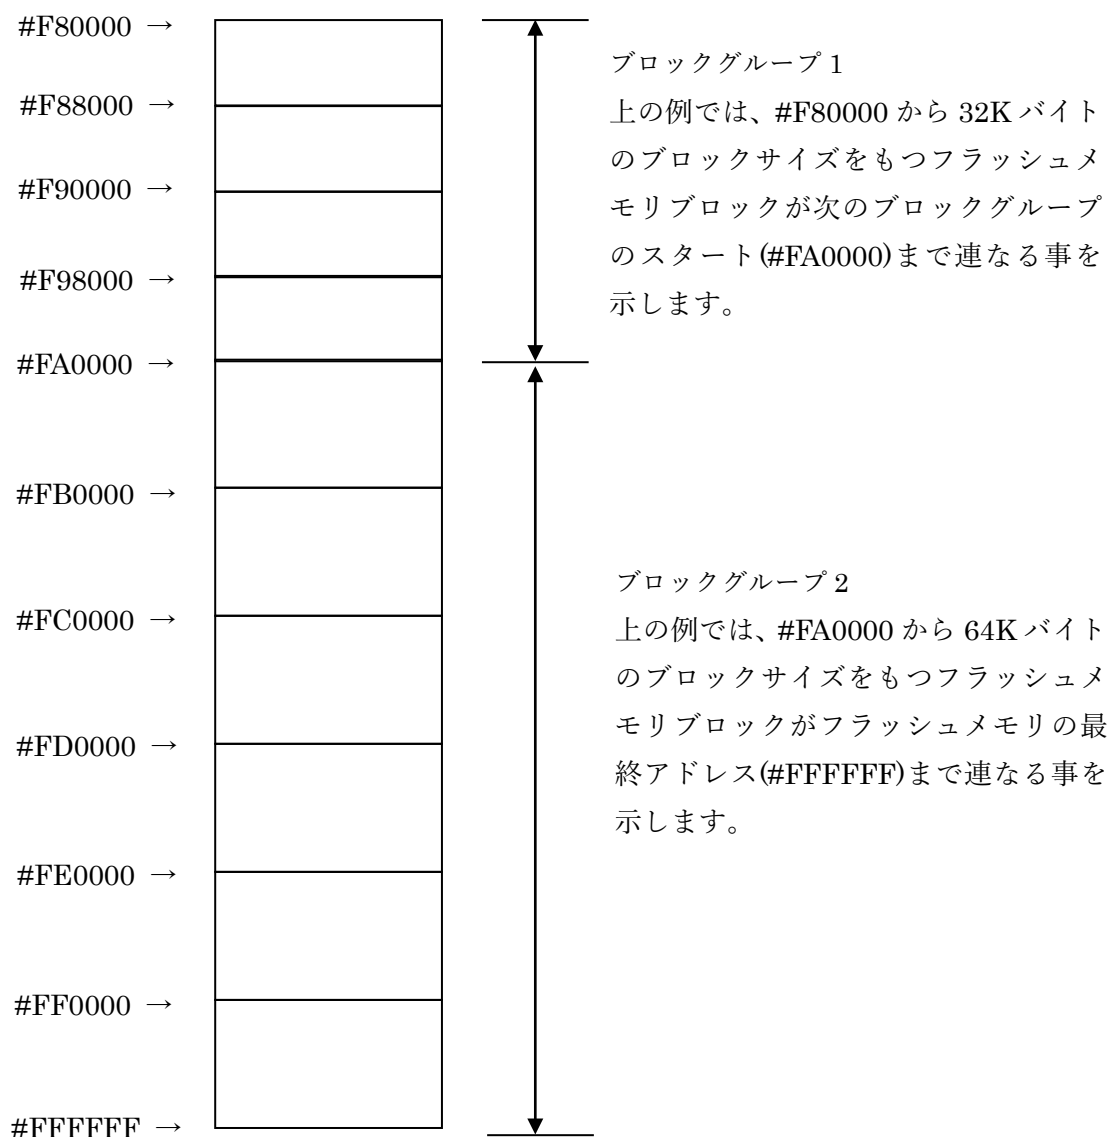 #F80000 →
#F88000 →
#F90000 →
#F98000 →
#FA0000 →
#FB0000 →
#FC0000 →
#FD0000 →
#FE0000 →
#FF0000 →
#FFFFFF →
ブロックグループ 1
上の例では、#F80000 から 32K バイト
のブロックサイズをもつフラッシュメ
モリブロックが次のブロックグループ
のスタート(#FA0000)まで連なる事を
示します。
ブロックグループ 2
上の例では、#FA0000 から 64K バイト
のブロックサイズをもつフラッシュメ
モリブロックがフラッシュメモリの最
終アドレス(#FFFFFF)まで連なる事を
示します。